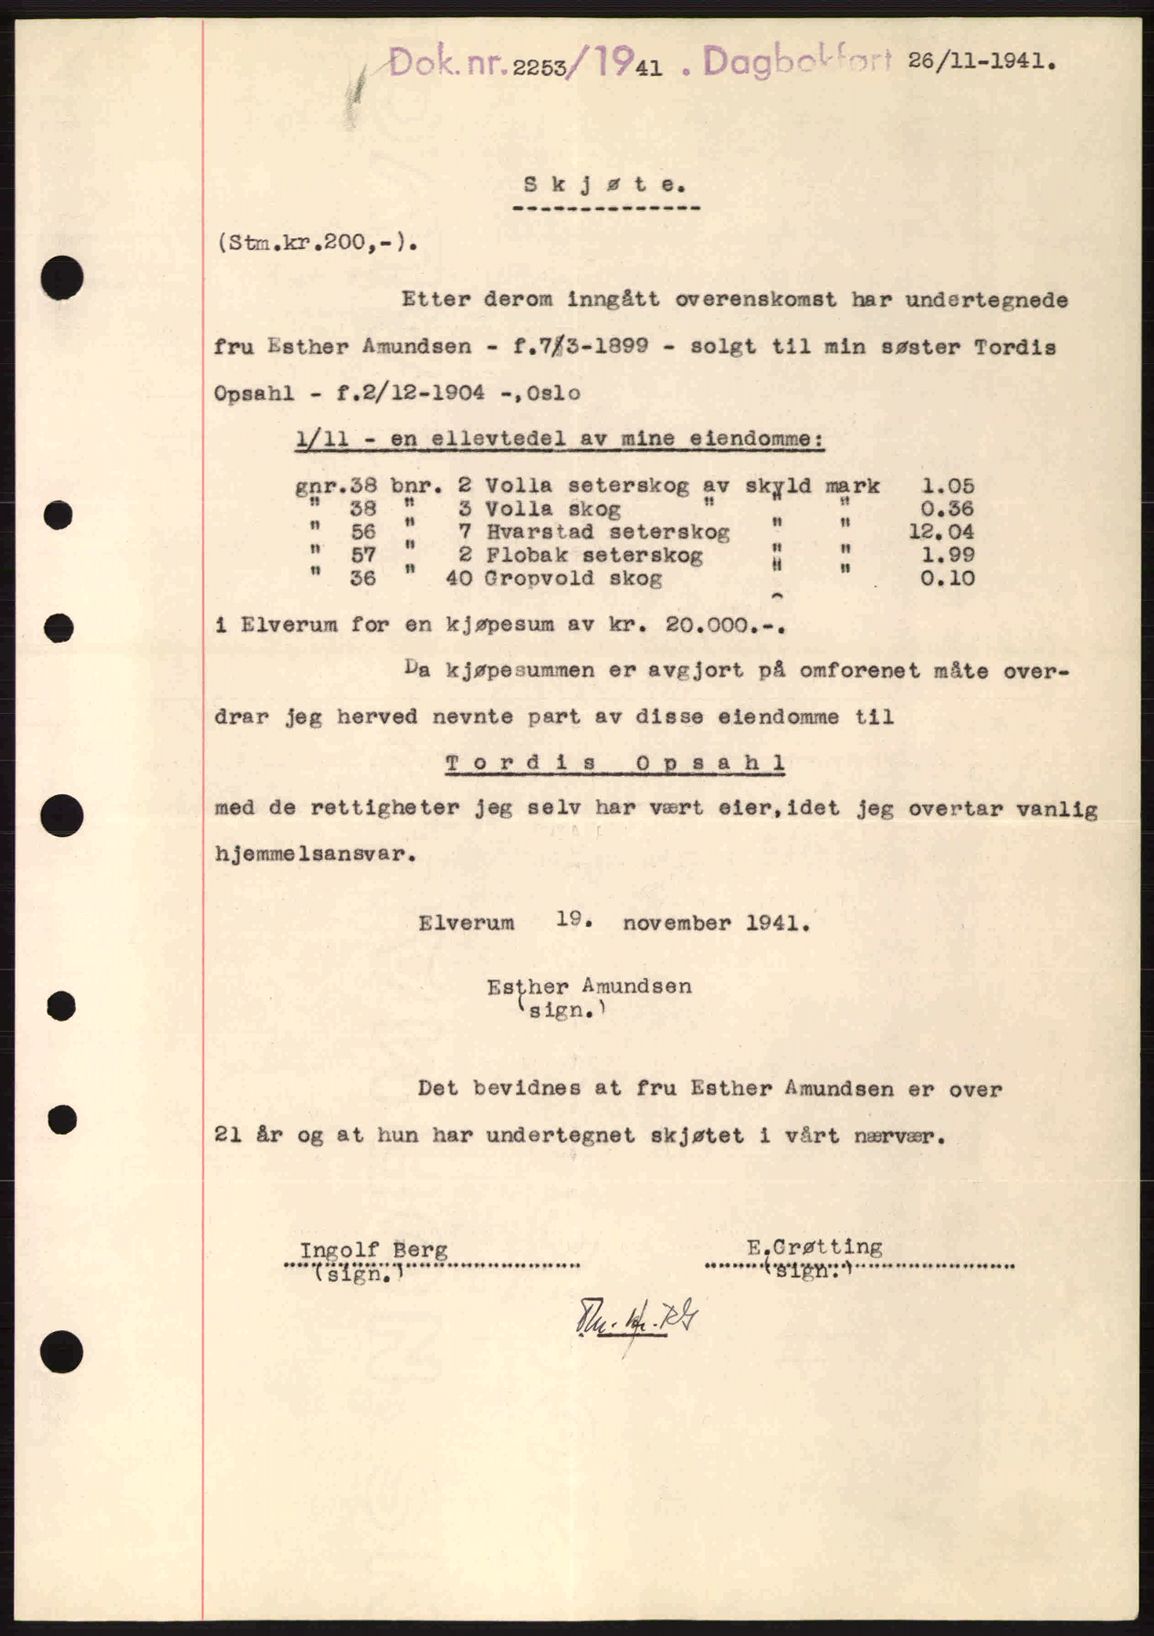 Dok. nr. 2253/1941 . Dagbokført 26/11-1941.
S k j ø t e.
(Stm.kr.200,-).
Etter derom inngått overenskomst har undertegnede
fru Esther Amundsen - f.7/3-1899 - solgt til min søster Tordis
Opsahl - f.2/12-1904 -,Oslo
1/11 - en ellevtedel av mine eiendomme:
gnr.38 bnr. 2 Volla seterskog av skyld mark 1.05
" 38 " 3 Volla skog " " 0.36
" 56 " 7 Hvarstad seterskog " " 12.04
" 57 " 2 Flobak seterskog " " 1.99
" 36 " 40 Gropvold skog " " 0.10
i Elverum for en kjøpesum av kr. 20.000.-.
Da kjøpesummen er avgjort på omforenet måte over-
drar jeg herved nevnte part av disse eiendomme til
T o r d i s O p s a h l
med de rettigheter jeg selv har vært eier,idet jeg overtar vanlig
hjemmelsansvar.
Elverum 19. november 1941.
Esther Amundsen
(sign.)
Det bevidnes at fru Esther Amundsen er over
21 år og at hun har undertegnet skjøtet i vårt nærvær.
Ingolf Berg E.Grøtting
(sign.) (sign.)